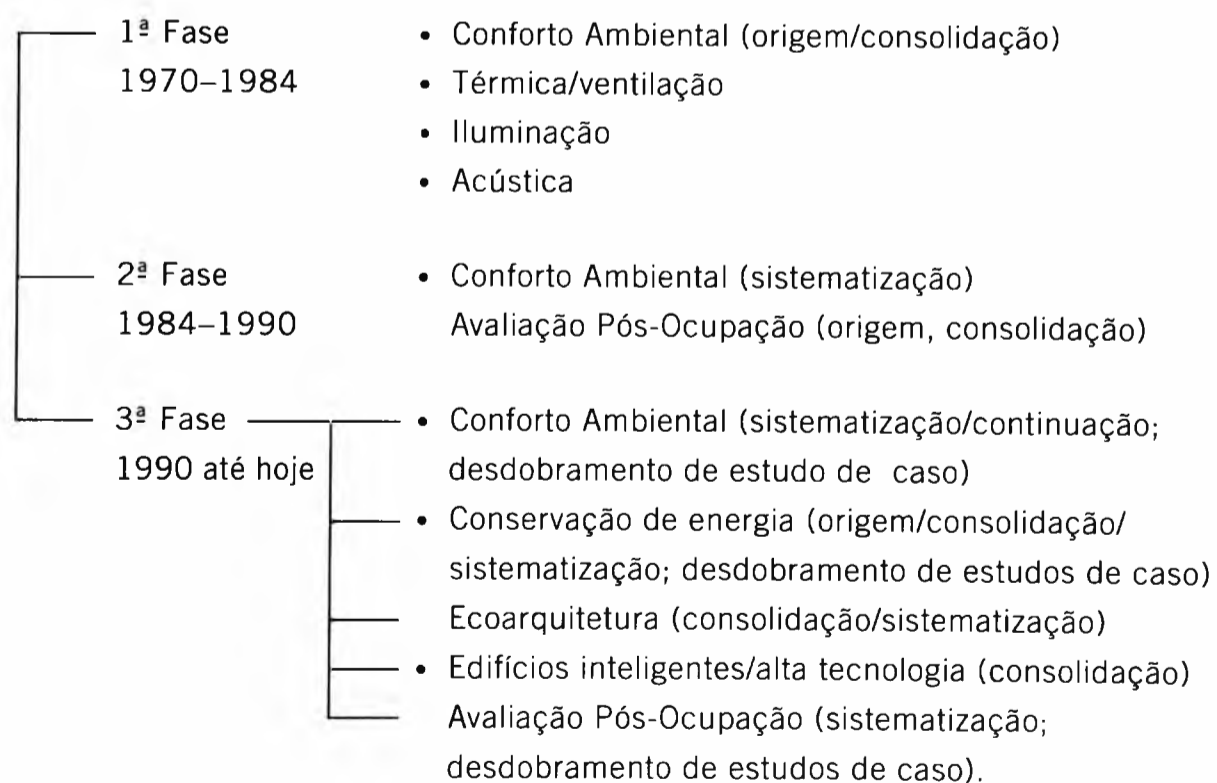 1ª Fase
1970–1984
• Conforto Ambiental (origem/consolidação)
• Térmica/ventilação
• Iluminação
• Acústica
2ª Fase
1984–1990
• Conforto Ambiental (sistematização)
Avaliação Pós-Ocupação (origem, consolidação)
3ª Fase
1990 até hoje
• Conforto Ambiental (sistematização/continuação;
desdobramento de estudo de caso)
• Conservação de energia (origem/consolidação/
sistematização; desdobramento de estudos de caso)
Ecoarquitetura (consolidação/sistematização)
• Edifícios inteligentes/alta tecnologia (consolidação)
Avaliação Pós-Ocupação (sistematização;
desdobramento de estudos de caso).